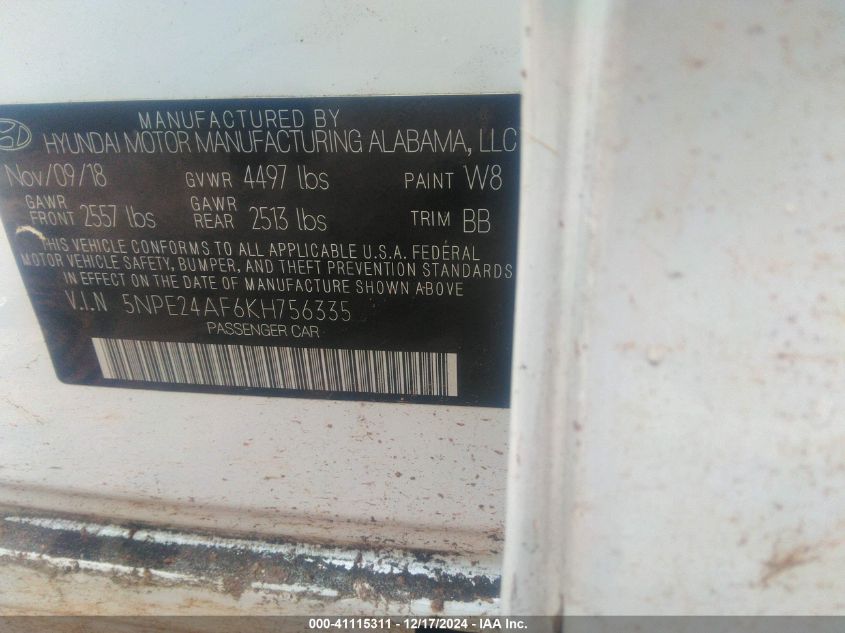 MANUFACTURED BY
HYUNDAI MOTOR MANUFACTURING ALABAMA, LLC
Nov/09/18 GVWR 4497 lbs PAINT W8
GAWR FRONT 2557 lbs GAWR REAR 2513 lbs TRIM BB
THIS VEHICLE CONFORMS TO ALL APPLICABLE U.S.A. FEDERAL
MOTOR VEHICLE SAFETY, BUMPER, AND THEFT PREVENTION STANDARDS
IN EFFECT ON THE DATE OF MANUFACTURE SHOWN ABOVE
V.I.N 5NPE24AF6KH756335
PASSENGER CAR
000-41115311 - 12/17/2024 - IAA Inc.